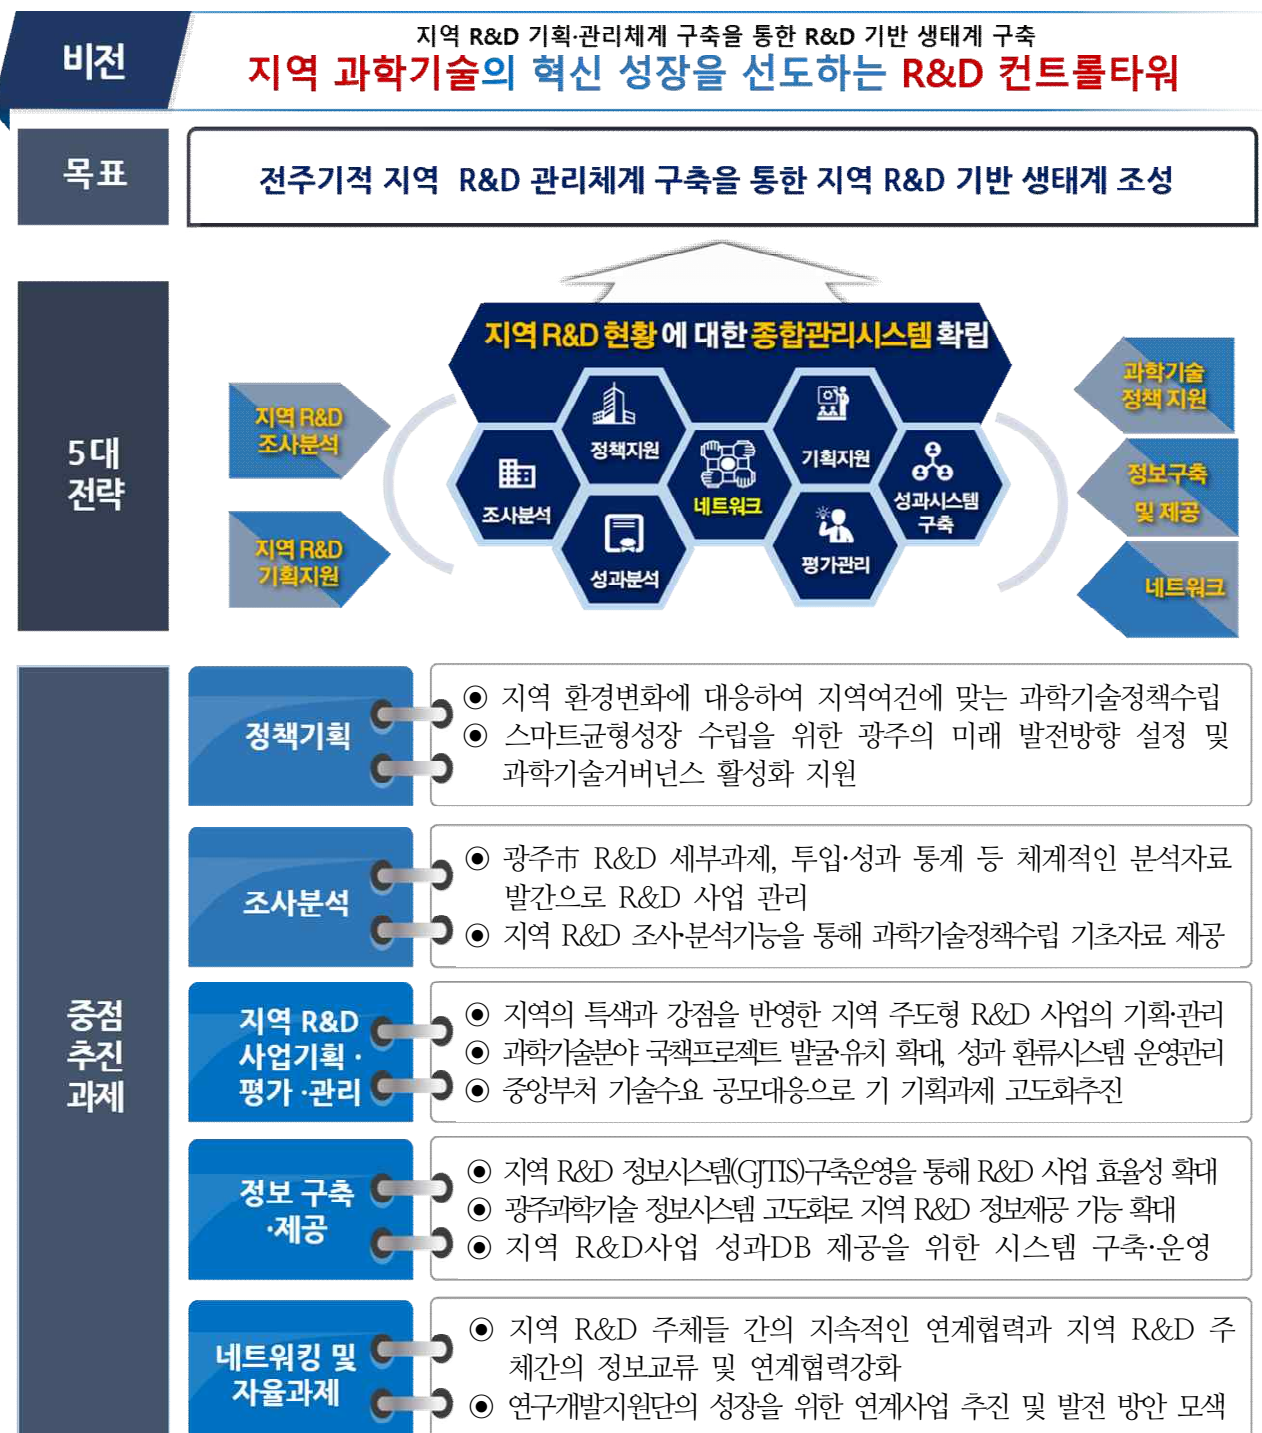 비전
지역 R&D 기획·관리체계 구축을 통한 R&D 기반 생태계 구축
지역 과학기술의 혁신 성장을 선도하는 R&D 컨트롤타워
목표
전주기적 지역 R&D 관리체계 구축을 통한 지역 R&D 기반 생태계 조성
5대
전략
지역 R&D
조사분석
지역 R&D
기획지원
지역 R&D 현황에 대한 종합관리시스템 확립
조사분석
정책지원
성과분석
네트워크
기획지원
평가관리
성과시스템
구축
과학기술
정책 지원
정보구축
및 제공
네트워크
중점
추진
과제
정책기획
◉ 지역 환경변화에 대응하여 지역여건에 맞는 과학기술정책수립
◉ 스마트균형성장 수립을 위한 광주의 미래 발전방향 설정 및
과학기술거버넌스 활성화 지원
조사분석
◉ 광주市 R&D 세부과제, 투입·성과 통계 등 체계적인 분석자료
발간으로 R&D 사업 관리
◉ 지역 R&D 조사·분석기능을 통해 과학기술정책수립 기초자료 제공
지역 R&D
사업기획 ·
평가 ·관리
◉ 지역의 특색과 강점을 반영한 지역 주도형 R&D 사업의 기획·관리
◉ 과학기술분야 국책프로젝트 발굴·유치 확대, 성과 환류시스템 운영관리
◉ 중앙부처 기술수요 공모대응으로 기 기획과제 고도화추진
정보 구축
·제공
◉ 지역 R&D 정보시스템(GJTIS)구축운영을 통해 R&D 사업 효율성 확대
◉ 광주과학기술 정보시스템 고도화로 지역 R&D 정보제공 기능 확대
◉ 지역 R&D사업 성과DB 제공을 위한 시스템 구축·운영
네트워킹 및
자율과제
◉ 지역 R&D 주체들 간의 지속적인 연계협력과 지역 R&D 주
체간의 정보교류 및 연계협력강화
◉ 연구개발지원단의 성장을 위한 연계사업 추진 및 발전 방안 모색